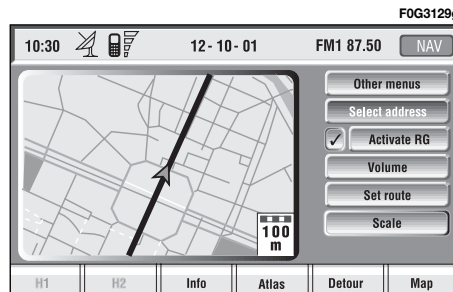 F0G3129g
10:30 12-10-01 FM1 87.50 NAV
Other menus
Select address
Activate RG
Volume
Set route
Scale
100
m
H1 H2 Info Atlas Detour Map